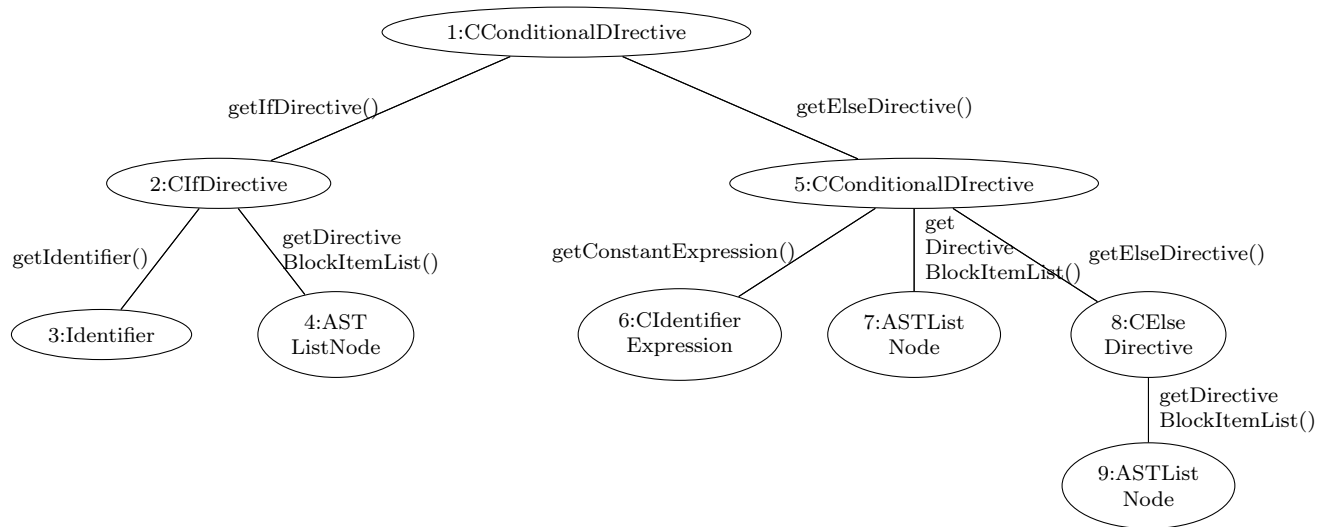 1:CConditionalDIrective
getIfDirective()
getElseDirective()
2:CIfDirective
5:CConditionalDIrective
getIdentifier()
getDirective
BlockItemList()
getConstantExpression()
get
Directive
BlockItemList()
getElseDirective()
3:Identifier
4:AST
ListNode
6:CIdentifier
Expression
7:ASTList
Node
8:CElse
Directive
getDirective
BlockItemList()
9:ASTList
Node